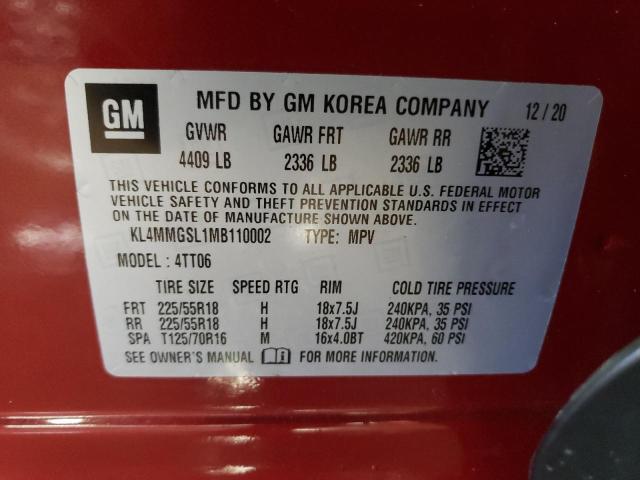 GM MFD BY GM KOREA COMPANY 12/20
GVWR GAWR FRT GAWR RR
4409 LB 2336 LB 2336 LB
THIS VEHICLE CONFORMS TO ALL APPLICABLE U.S. FEDERAL MOTOR
VEHICLE SAFETY AND THEFT PREVENTION STANDARDS IN EFFECT
ON THE DATE OF MANUFACTURE SHOWN ABOVE.
KL4MMGSL1MB110002 TYPE: MPV
MODEL: 4TT06
TIRE SIZE SPEED RTG RIM COLD TIRE PRESSURE
FRT 225/55R18 H 18x7.5J 240KPA, 35 PSI
RR 225/55R18 H 18x7.5J 240KPA, 35 PSI
SPA T125/70R16 M 16x4.0BT 420KPA, 60 PSI
SEE OWNER'S MANUAL FOR MORE INFORMATION.